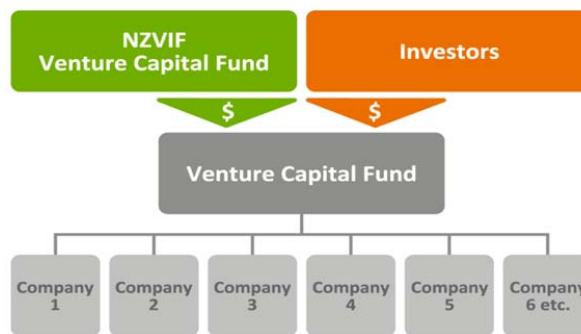 NZVIF
Venture Capital Fund
Investors
$
$
Venture Capital Fund
Company
1
Company
2
Company
3
Company
4
Company
5
Company
6 etc.